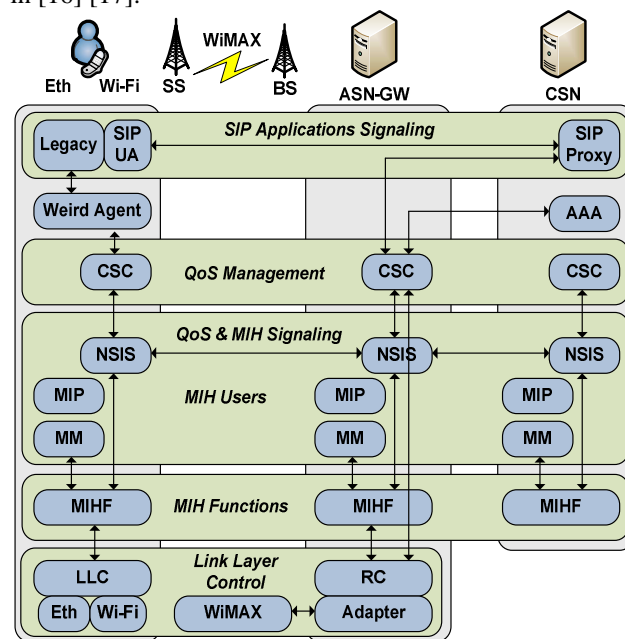 in [16] [17].
WiMAX
Eth Wi-Fi SS BS
ASN-GW CSN
SIP Applications Signaling
Legacy SIP UA SIP Proxy
Weird Agent AAA
CSC QoS Management CSC CSC
QoS & MIH Signaling
NSIS NSIS NSIS
MIP MIH Users MIP MIP
MM MM MM
MIHF MIH Functions MIHF MIHF
Link Layer Control
LLC RC
Eth Wi-Fi WiMAX Adapter